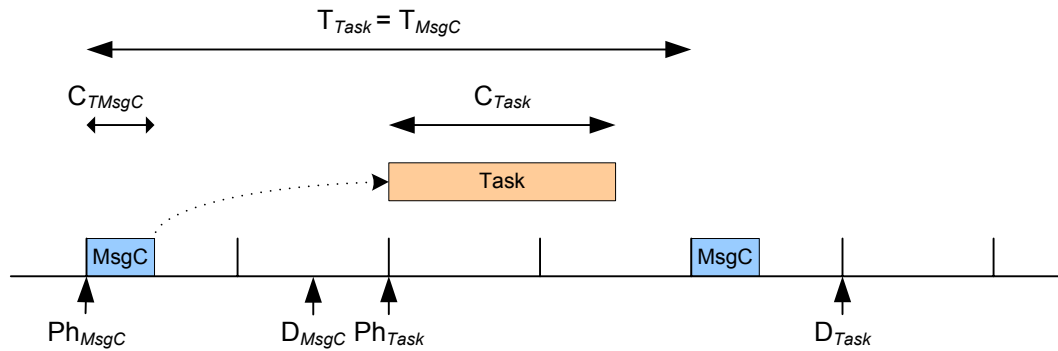 T_Task = T_MsgC
C_TMsgC
C_Task
Task
MsgC
MsgC
Ph_MsgC
D_MsgC
Ph_Task
D_Task